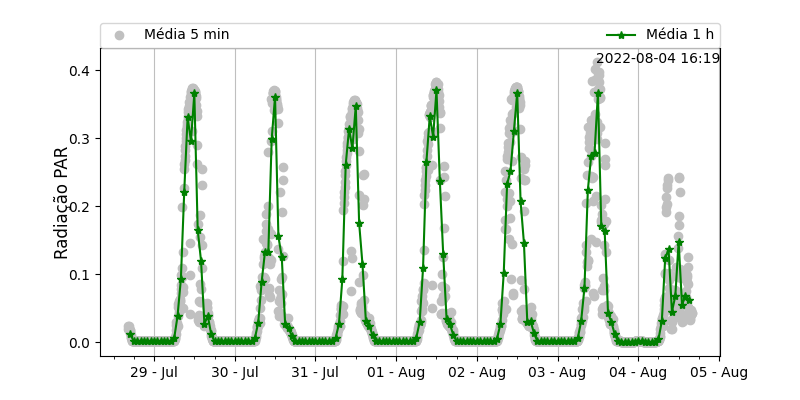 Média 5 min Média 1 h
2022-08-04 16:19
Radiação PAR
0.4
0.3
0.2
0.1
0.0
29 - Jul 30 - Jul 31 - Jul 01 - Aug 02 - Aug 03 - Aug 04 - Aug 05 - Aug